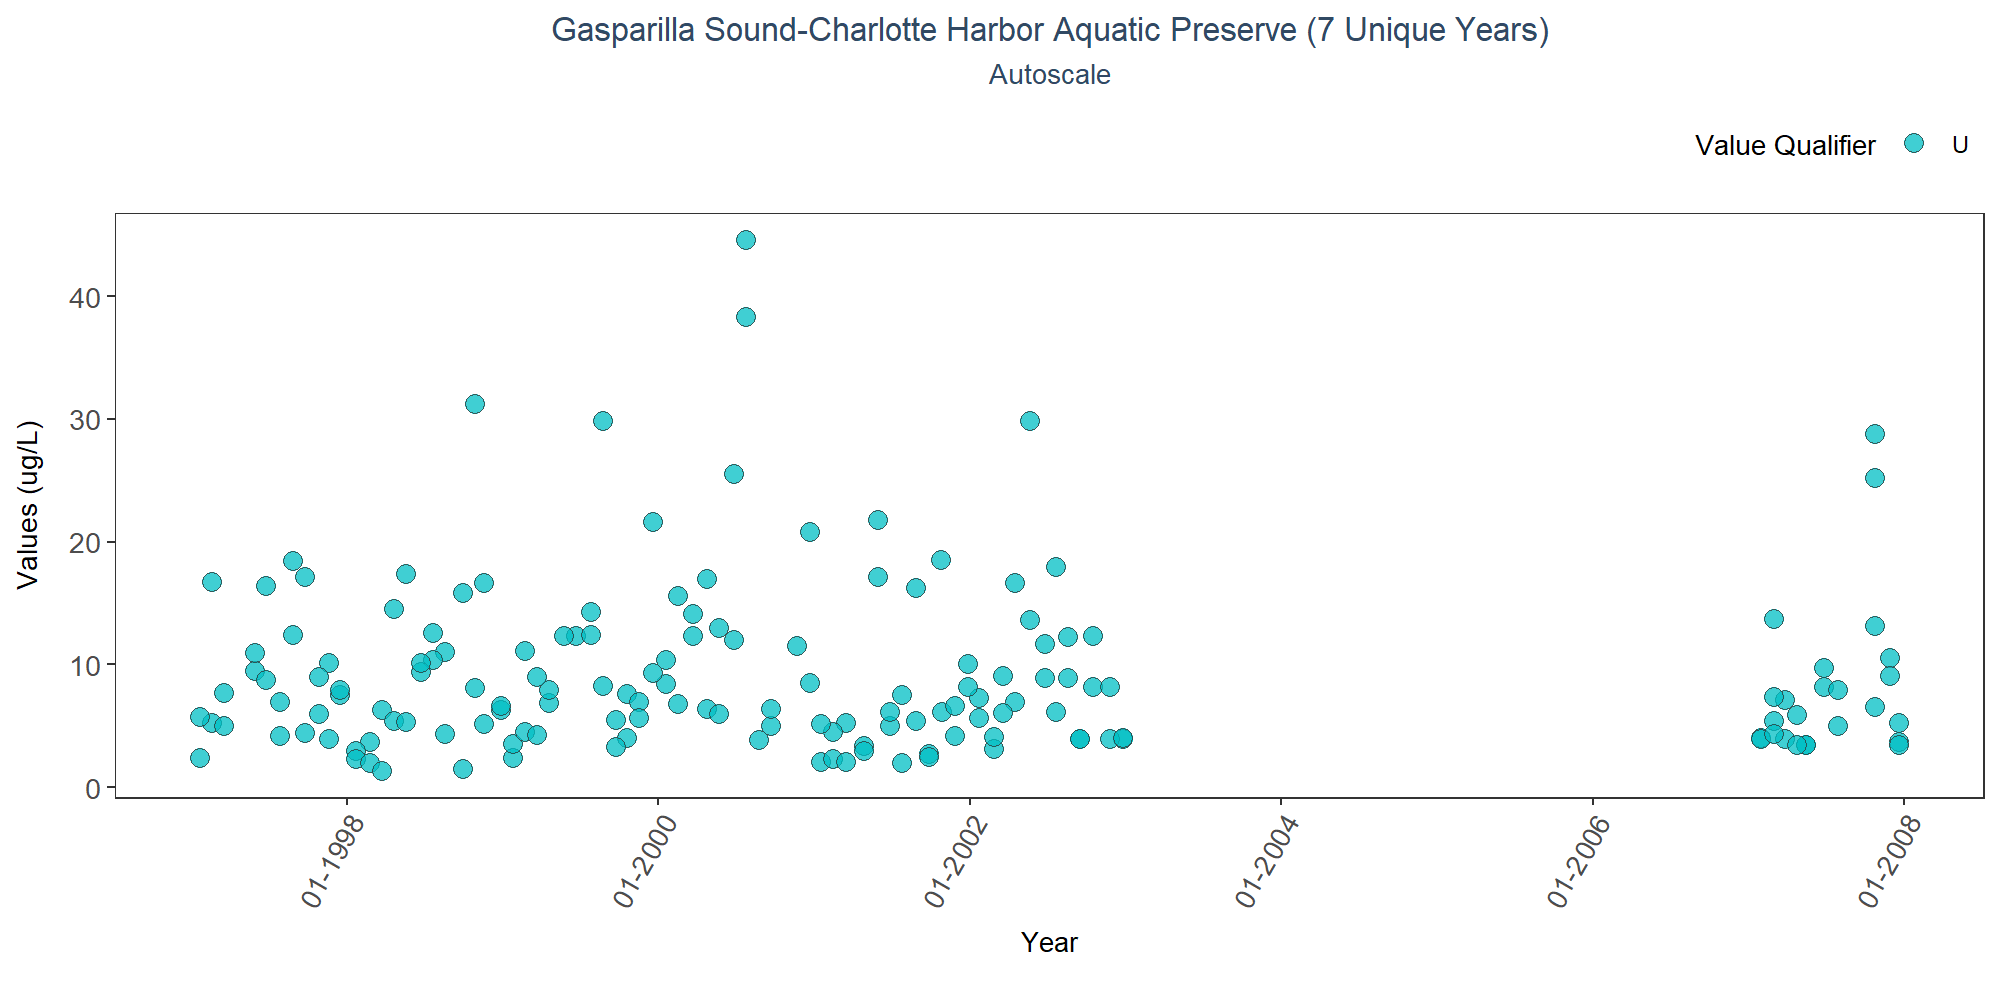 Gasparilla Sound-Charlotte Harbor Aquatic Preserve (7 Unique Years)
Autoscale
Value Qualifier U
Values (ug/L)
40
30
20
10
0
01-1998 01-2000 01-2002 01-2004 01-2006 01-2008
Year